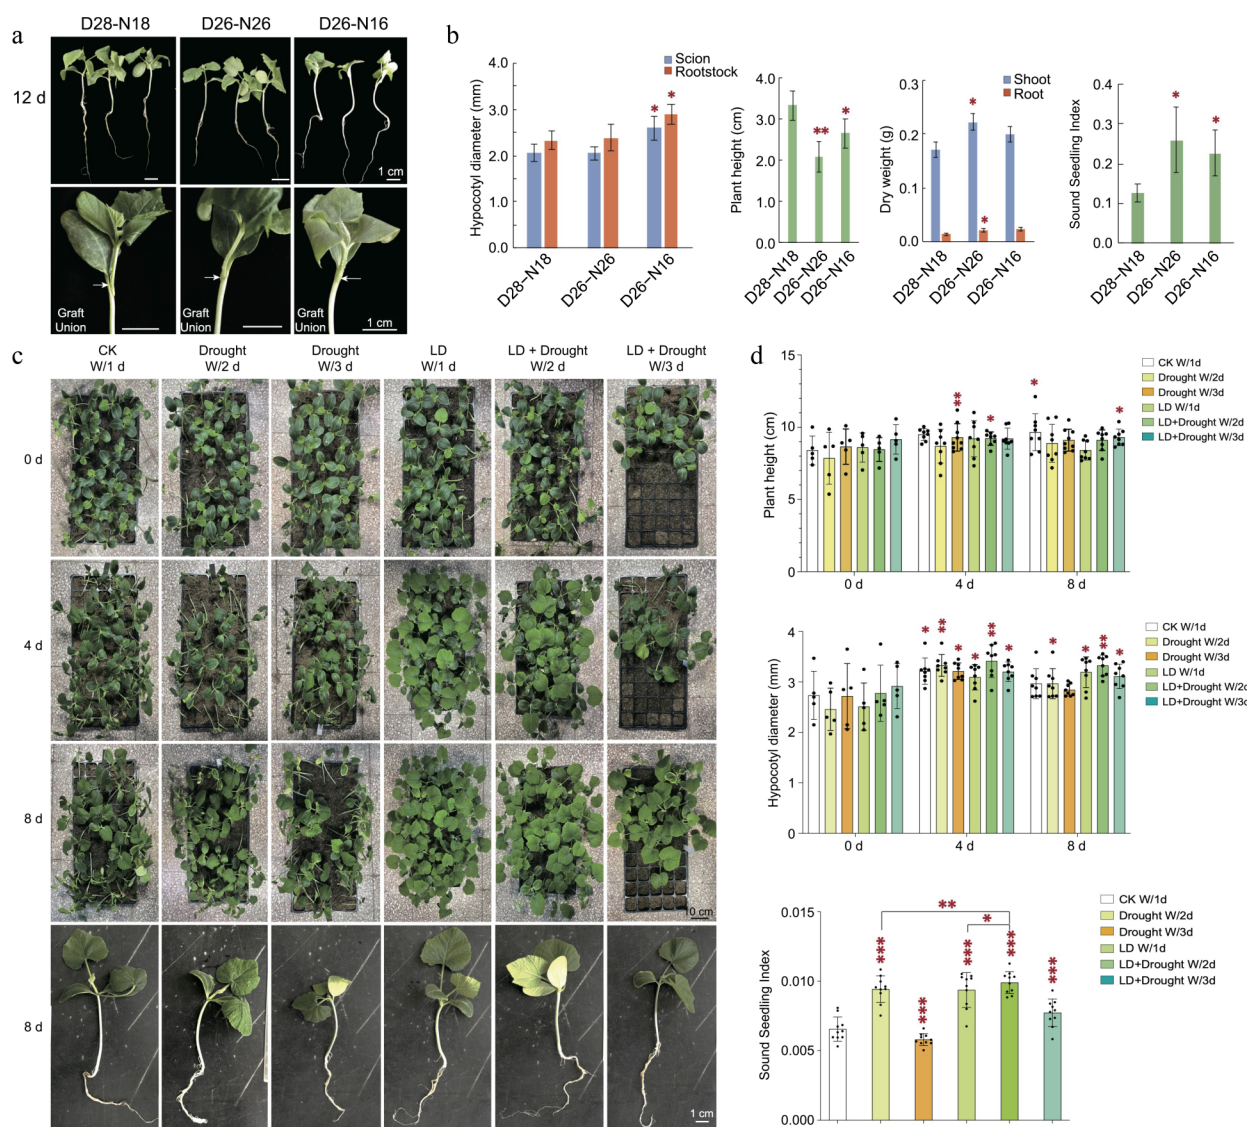 a
D28-N18
D26-N26
D26-N16
12 d
1 cm
Graft
Union
Graft
Union
Graft
Union
1 cm
b
Scion
Rootstock
Hypocotyl diameter (mm)
4.0
3.0
2.0
1.0
0.0
D28–N18
D26–N26
D26–N16
Plant height (cm)
4.0
3.0
2.0
1.0
0.0
D28–N18
D26–N26
D26–N16
* ** *
Shoot
Root
Dry weight (g)
0.3
0.2
0.1
0.0
D28–N18
D26–N26
D26–N16
Sound Seedling Index
0.4
0.3
0.2
0.1
0.0
D28–N18
D26–N26
D26–N16
c
CK
W/1 d
Drought
W/2 d
Drought
W/3 d
LD
W/1 d
LD + Drought
W/2 d
LD + Drought
W/3 d
0 d
4 d
8 d
10 cm
8 d
1 cm
d
Plant height (cm)
15
10
5
0
0 d
4 d
8 d
CK W/1d
Drought W/2d
Drought W/3d
LD W/1d
LD+Drought W/2d
LD+Drought W/3d
Hypocotyl diameter (mm)
4
3
2
1
0
0 d
4 d
8 d
CK W/1d
Drought W/2d
Drought W/3d
LD W/1d
LD+Drought W/2d
LD+Drought W/3d
Sound Seedling Index
0.015
0.010
0.005
0.000
**
*
***
***
***
***
***
CK W/1d
Drought W/2d
Drought W/3d
LD W/1d
LD+Drought W/2d
LD+Drought W/3d